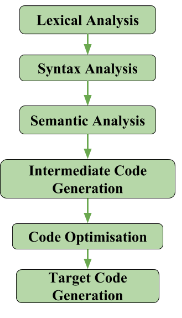 Lexical Analysis
Syntax Analysis
Semantic Analysis
Intermediate Code
Generation
Code Optimisation
Target Code
Generation